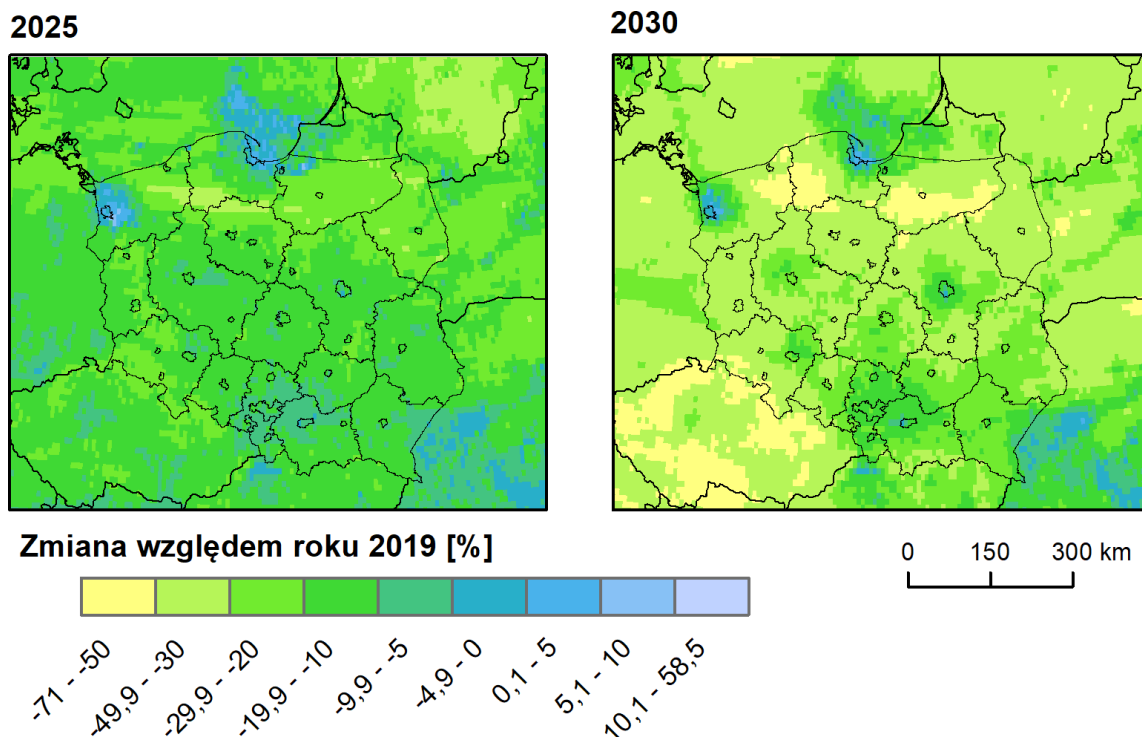 2025
2030
Zmiana względem roku 2019 [%]
0 150 300 km
-71 - -50
-49,9 - -30
-29,9 - -20
-19,9 - -10
-9,9 - -5
-4,9 - 0
0,1 - 5
5,1 - 10
10,1 - 58,5